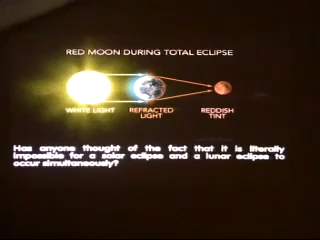 RED MOON DURING TOTAL ECLIPSE
WHITE LIGHT
REFRACTED
LIGHT
REDDISH
TINT
Has anyone thought of the fact that it is literally
impossible for a solar eclipse and a lunar eclipse to
occur simultaneously?